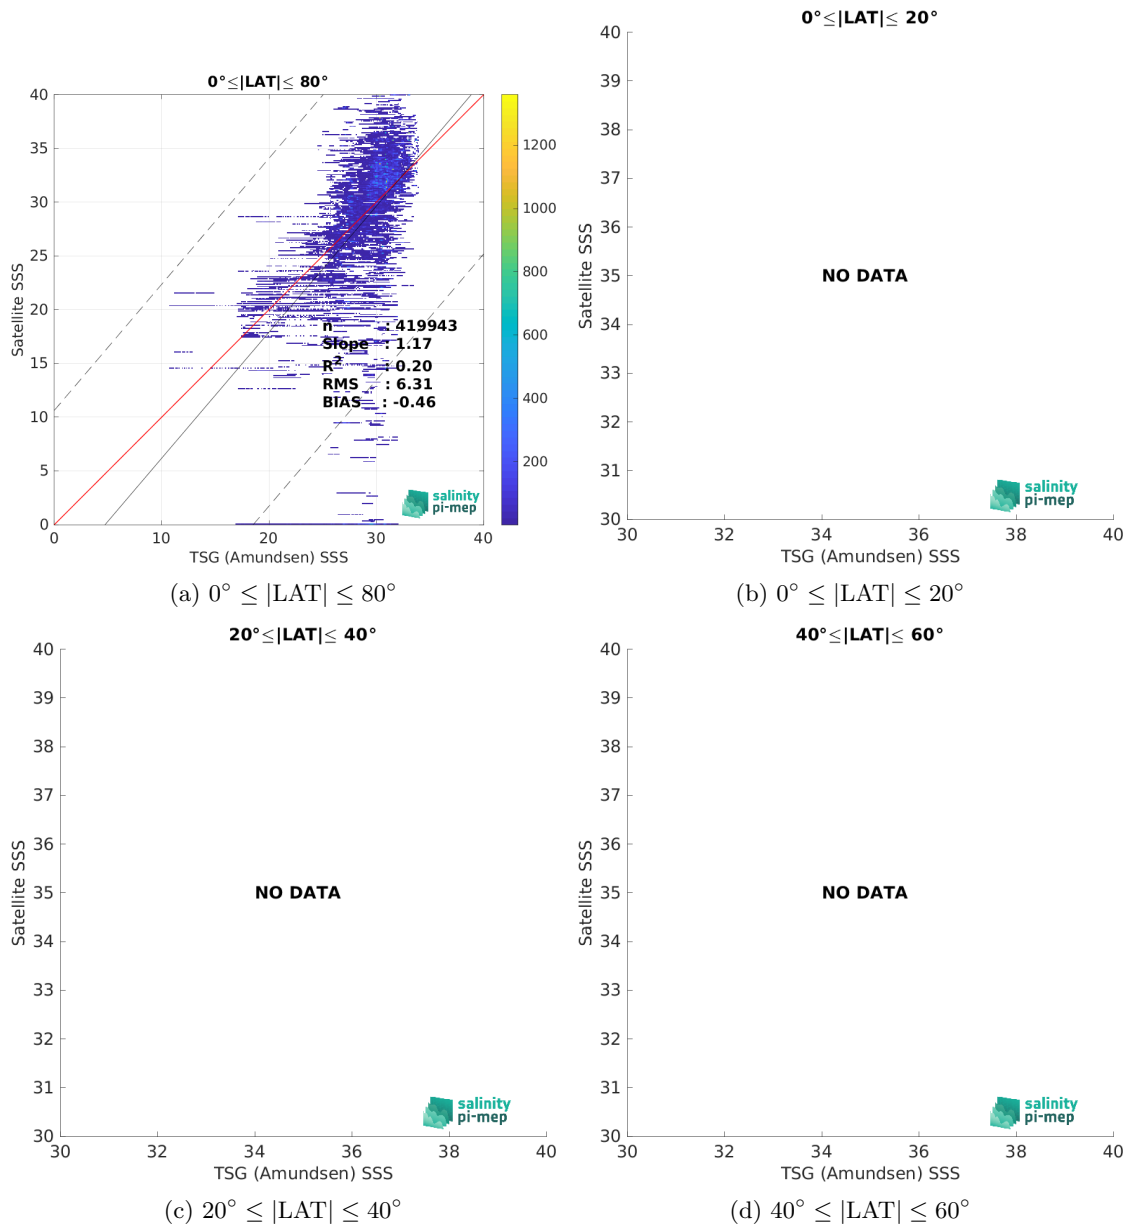 0°≤|LAT|≤ 80°
40
35
30
25
20
15
10
5
0
Satellite SSS
n : 419943
Slope : 1.17
R² : 0.20
RMS : 6.31
BIAS : -0.46
salinity
pi-mep
0 10 20 30 40
TSG (Amundsen) SSS
1200
1000
800
600
400
200
(a) 0° ≤ |LAT| ≤ 80°
0°≤|LAT|≤ 20°
40
39
38
37
36
35
34
33
32
31
30
Satellite SSS
NO DATA
salinity
pi-mep
30 32 34 36 38 40
TSG (Amundsen) SSS
(b) 0° ≤ |LAT| ≤ 20°
20°≤|LAT|≤ 40°
40
39
38
37
36
35
34
33
32
31
30
Satellite SSS
NO DATA
salinity
pi-mep
30 32 34 36 38 40
TSG (Amundsen) SSS
(c) 20° ≤ |LAT| ≤ 40°
40°≤|LAT|≤ 60°
40
39
38
37
36
35
34
33
32
31
30
Satellite SSS
NO DATA
salinity
pi-mep
30 32 34 36 38 40
TSG (Amundsen) SSS
(d) 40° ≤ |LAT| ≤ 60°